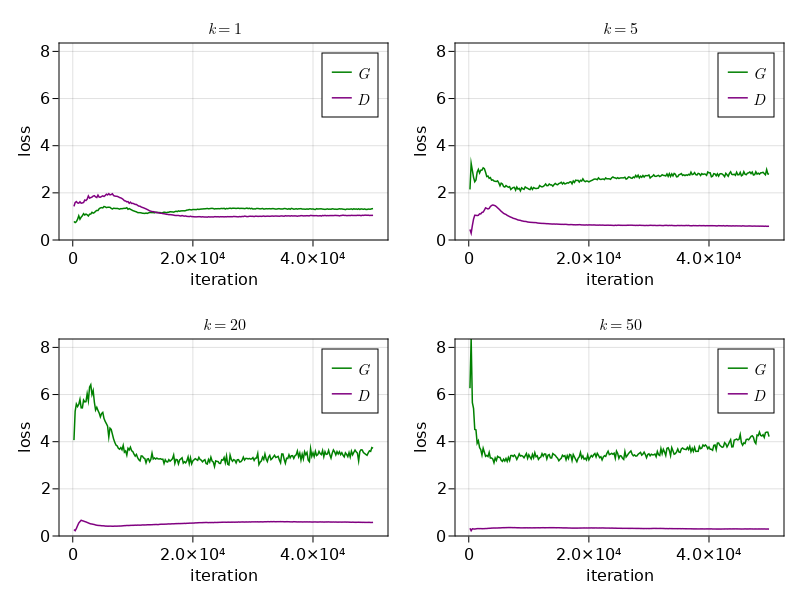 k = 1
8
6
4
2
0
loss
G
D
0 2.0×10⁴ 4.0×10⁴
iteration
k = 5
8
6
4
2
0
loss
G
D
0 2.0×10⁴ 4.0×10⁴
iteration
k = 20
8
6
4
2
0
loss
G
D
0 2.0×10⁴ 4.0×10⁴
iteration
k = 50
8
6
4
2
0
loss
G
D
0 2.0×10⁴ 4.0×10⁴
iteration